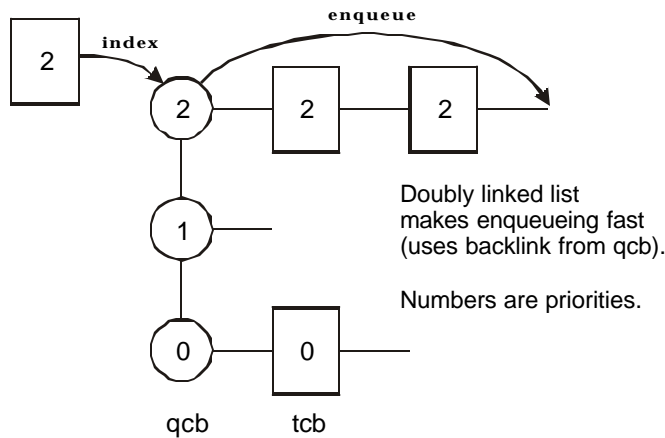 enqueue
index
2
2
2
2
Doubly linked list
makes enqueueing fast
(uses backlink from qcb).
1
Numbers are priorities.
0
0
qcb
tcb